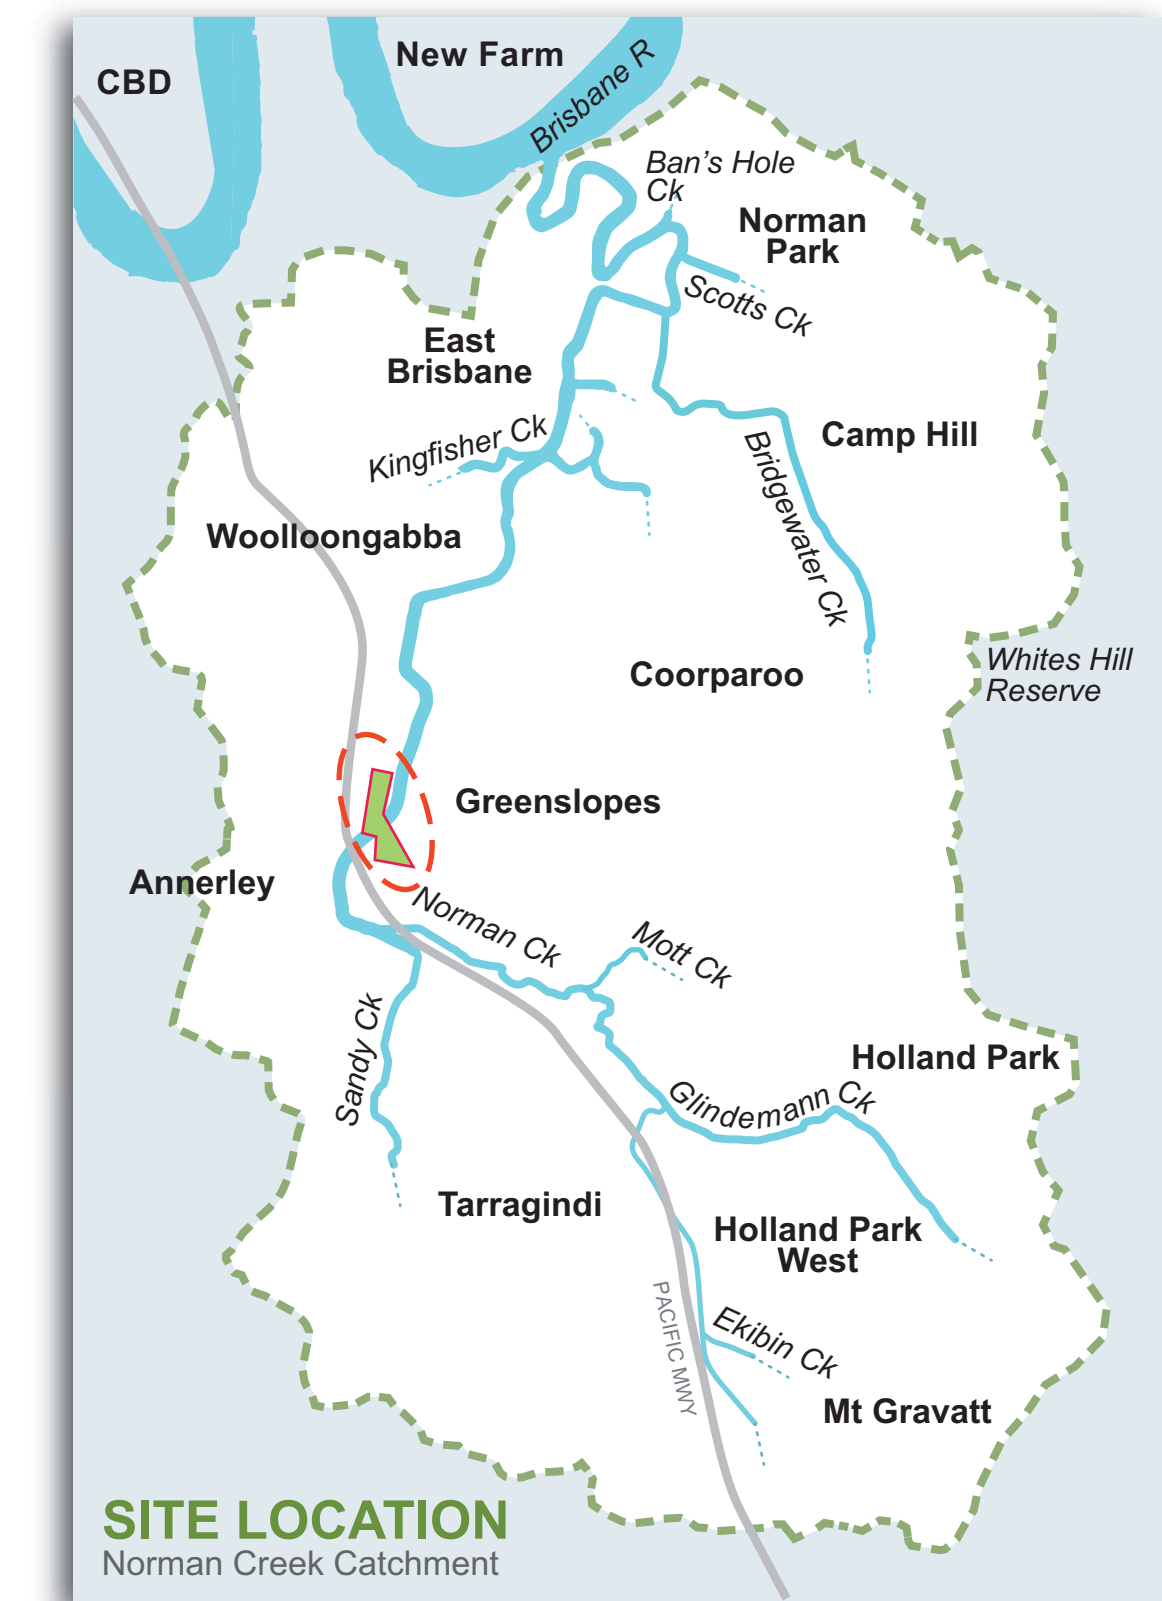 New Farm
CBD
Brisbane R
Ban's Hole
Ck
Norman
Park
Scotts Ck
East
Brisbane
Kingfisher Ck
Camp Hill
Bridgewater Ck
Woolloongabba
Coorparoo
Whites Hill
Reserve
Greenslopes
Annerley
Norman Ck
Mott Ck
Sandy Ck
Holland Park
Glindemann Ck
Tarragindi
Holland Park
West
PACIFIC MWY
Ekibin Ck
Mt Gravatt
SITE LOCATION
Norman Creek Catchment